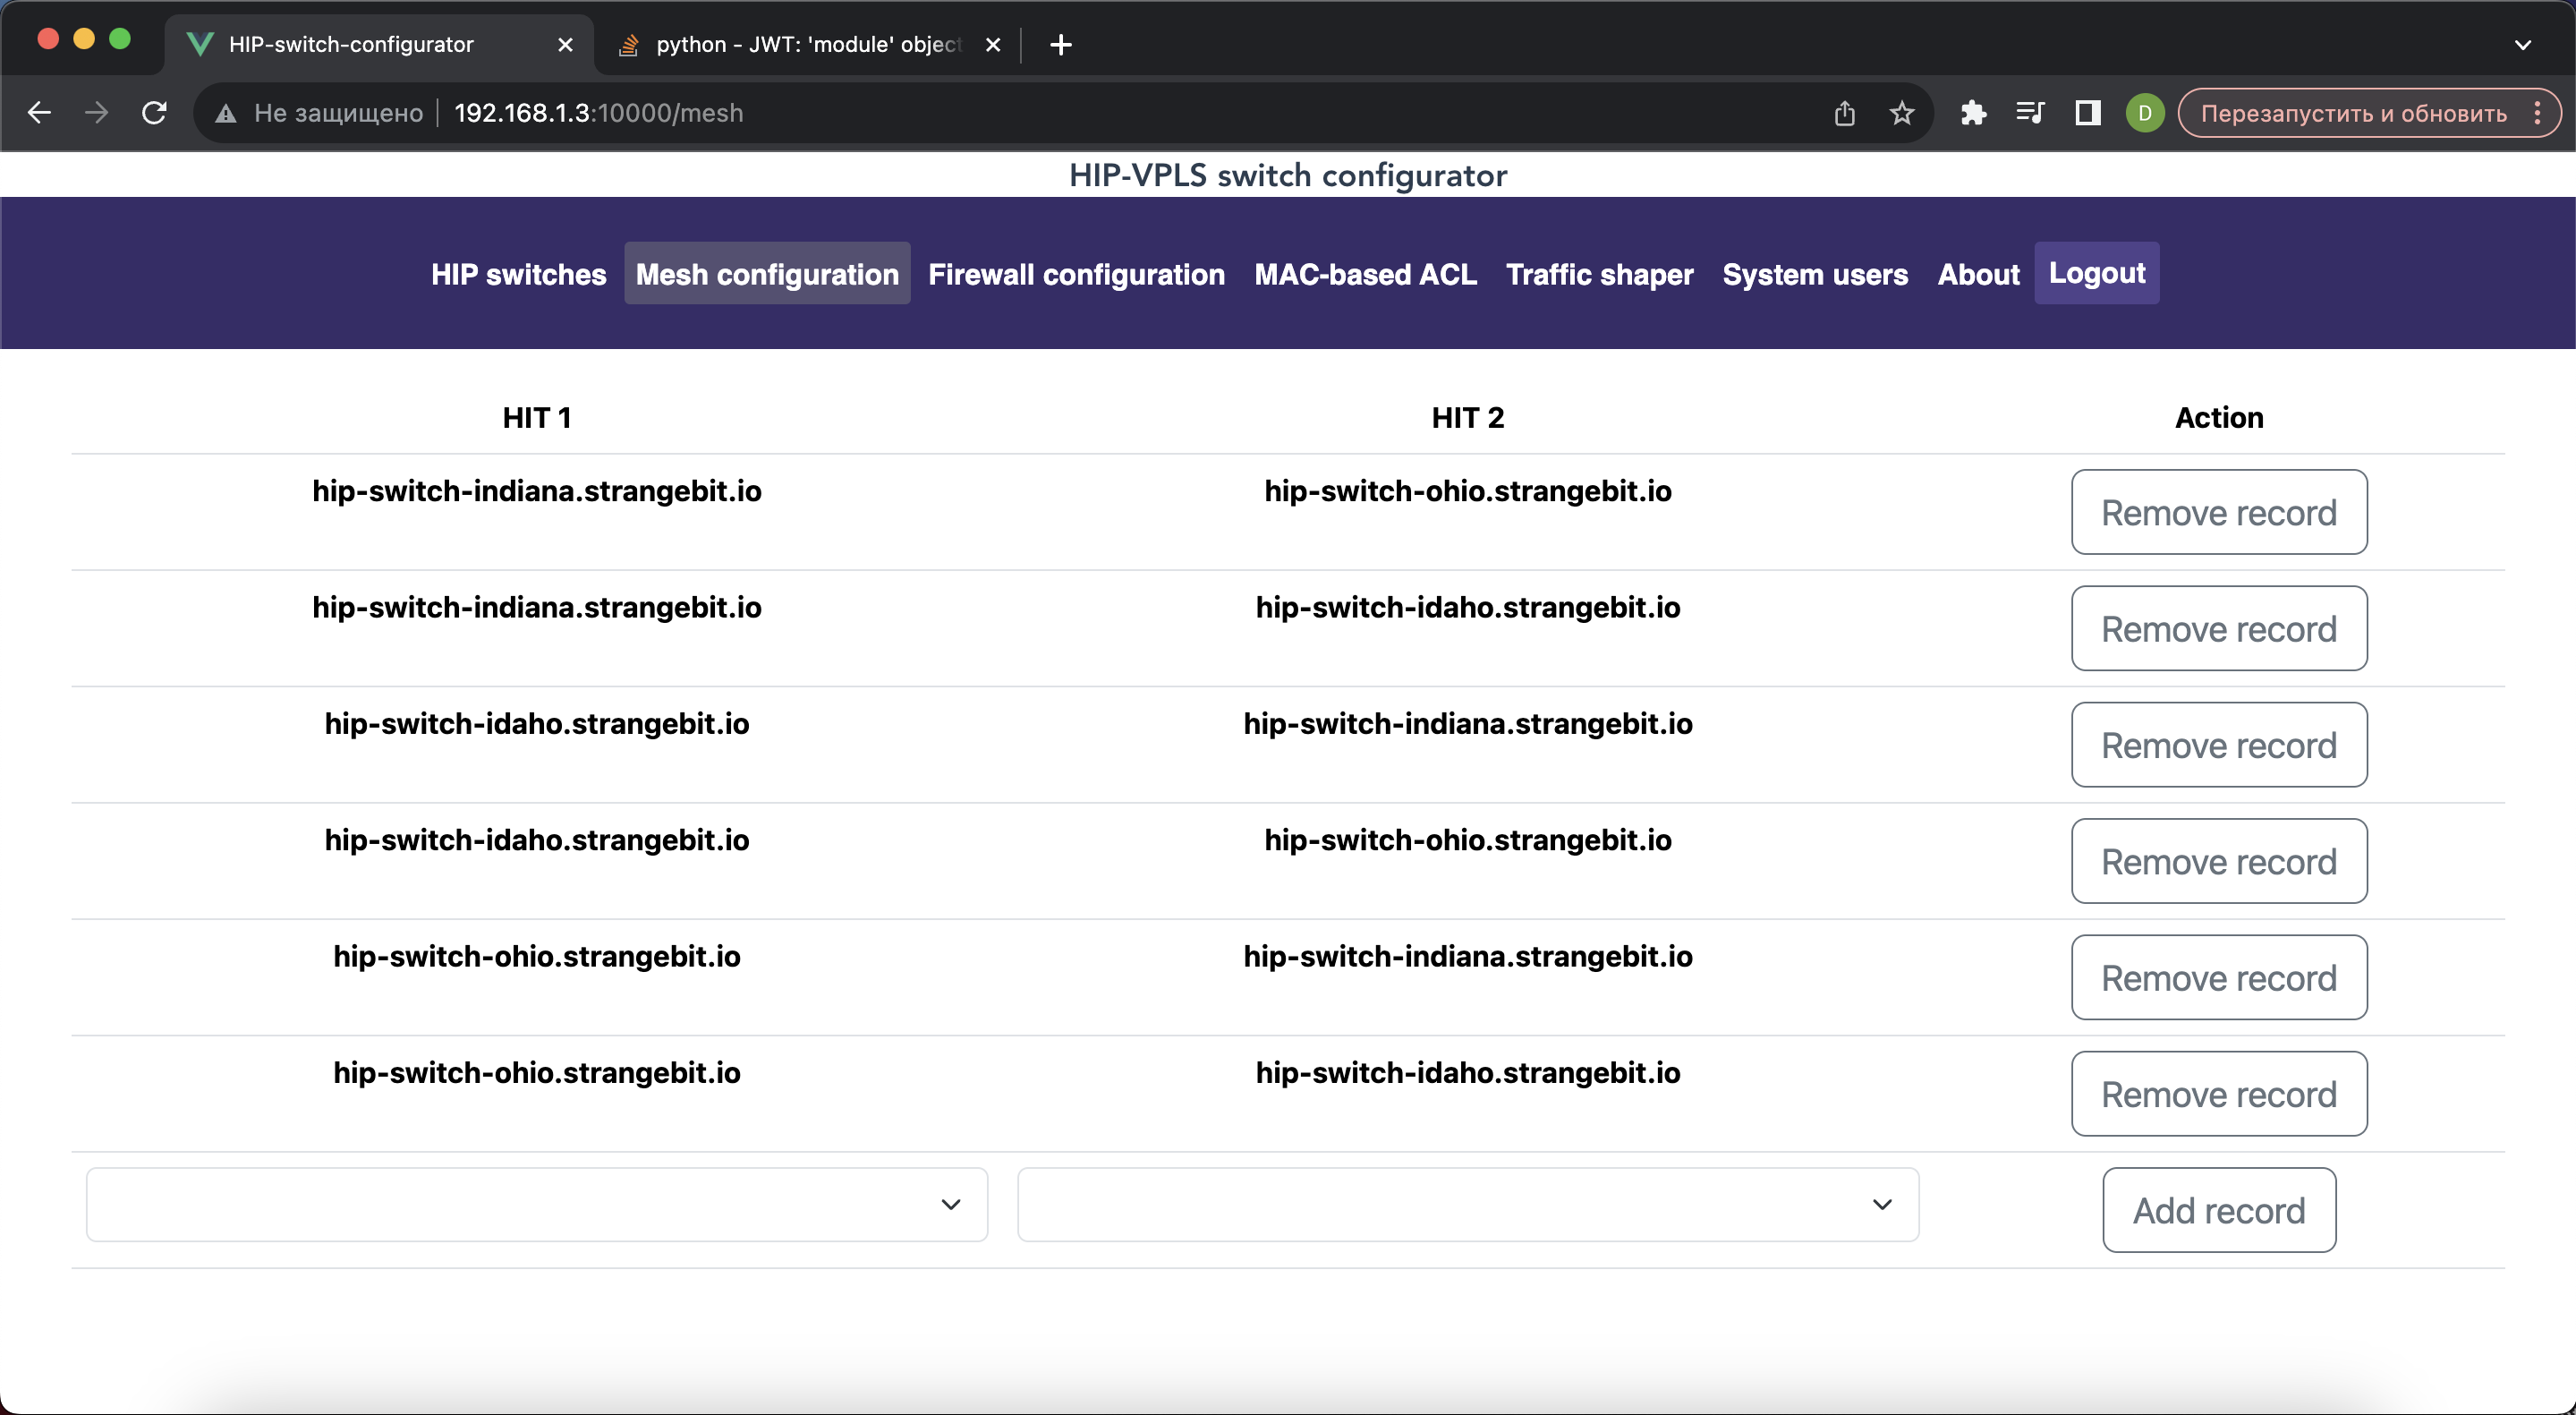 HIP-switch-configurator
python - JWT: 'module' object
Не защищено 192.168.1.3:10000/mesh D Перезапустить и обновить
HIP-VPLS switch configurator
HIP switches Mesh configuration Firewall configuration MAC-based ACL Traffic shaper System users About Logout
HIT 1 HIT 2 Action
hip-switch-indiana.strangebit.io hip-switch-ohio.strangebit.io Remove record
hip-switch-indiana.strangebit.io hip-switch-idaho.strangebit.io Remove record
hip-switch-idaho.strangebit.io hip-switch-indiana.strangebit.io Remove record
hip-switch-idaho.strangebit.io hip-switch-ohio.strangebit.io Remove record
hip-switch-ohio.strangebit.io hip-switch-indiana.strangebit.io Remove record
hip-switch-ohio.strangebit.io hip-switch-idaho.strangebit.io Remove record
Add record